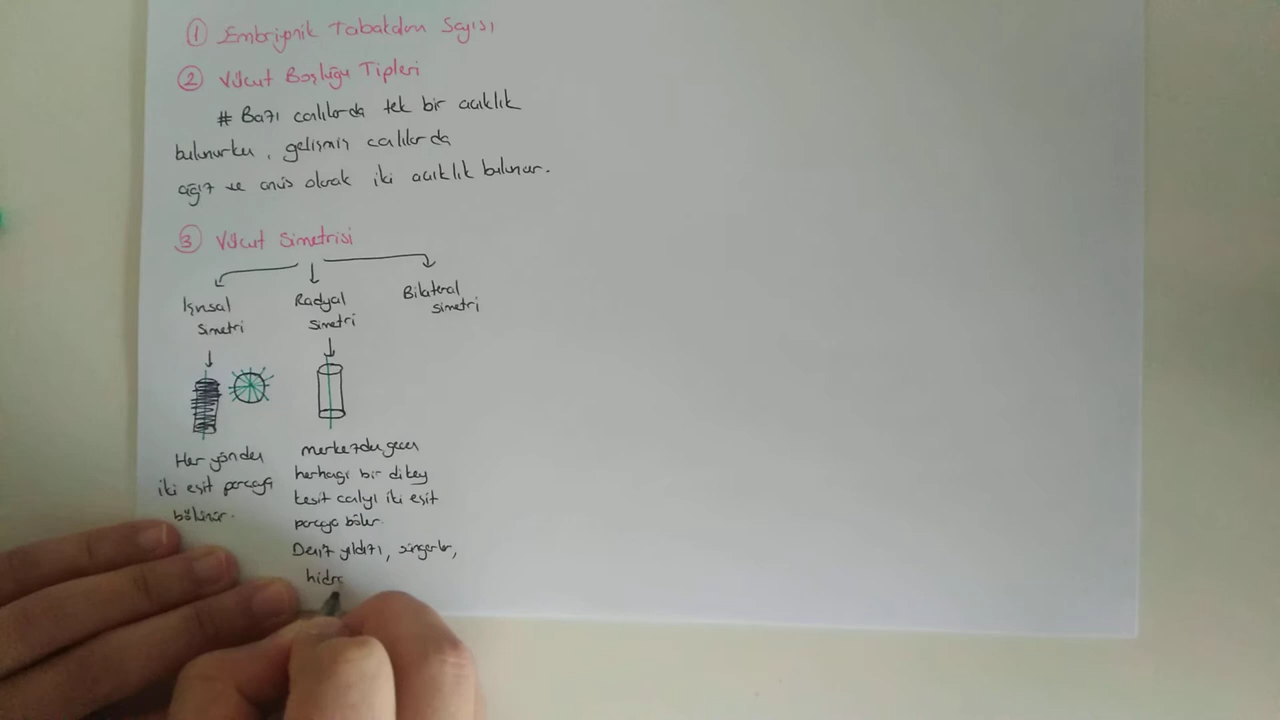 ① Embriyonik Tabakdan Sayısı
② Vücut Boşluğu Tipleri
# Bazı canlılarda tek bir açıklık
bulunurken, gelişmiş canlılarda
ağız ve anüs olarak iki açıklık bulunur.
③ Vücut Simetrisi
Işınsal
simetri
Radyal
simetri
Bilateral
simetri
Her yönden
iki eşit parçaya
bölünür.
merkezden geçen
herhangi bir dikey
kesit canlıyı iki eşit
parçaya böler.
Deniz yıldızı, süngerler,
hidra